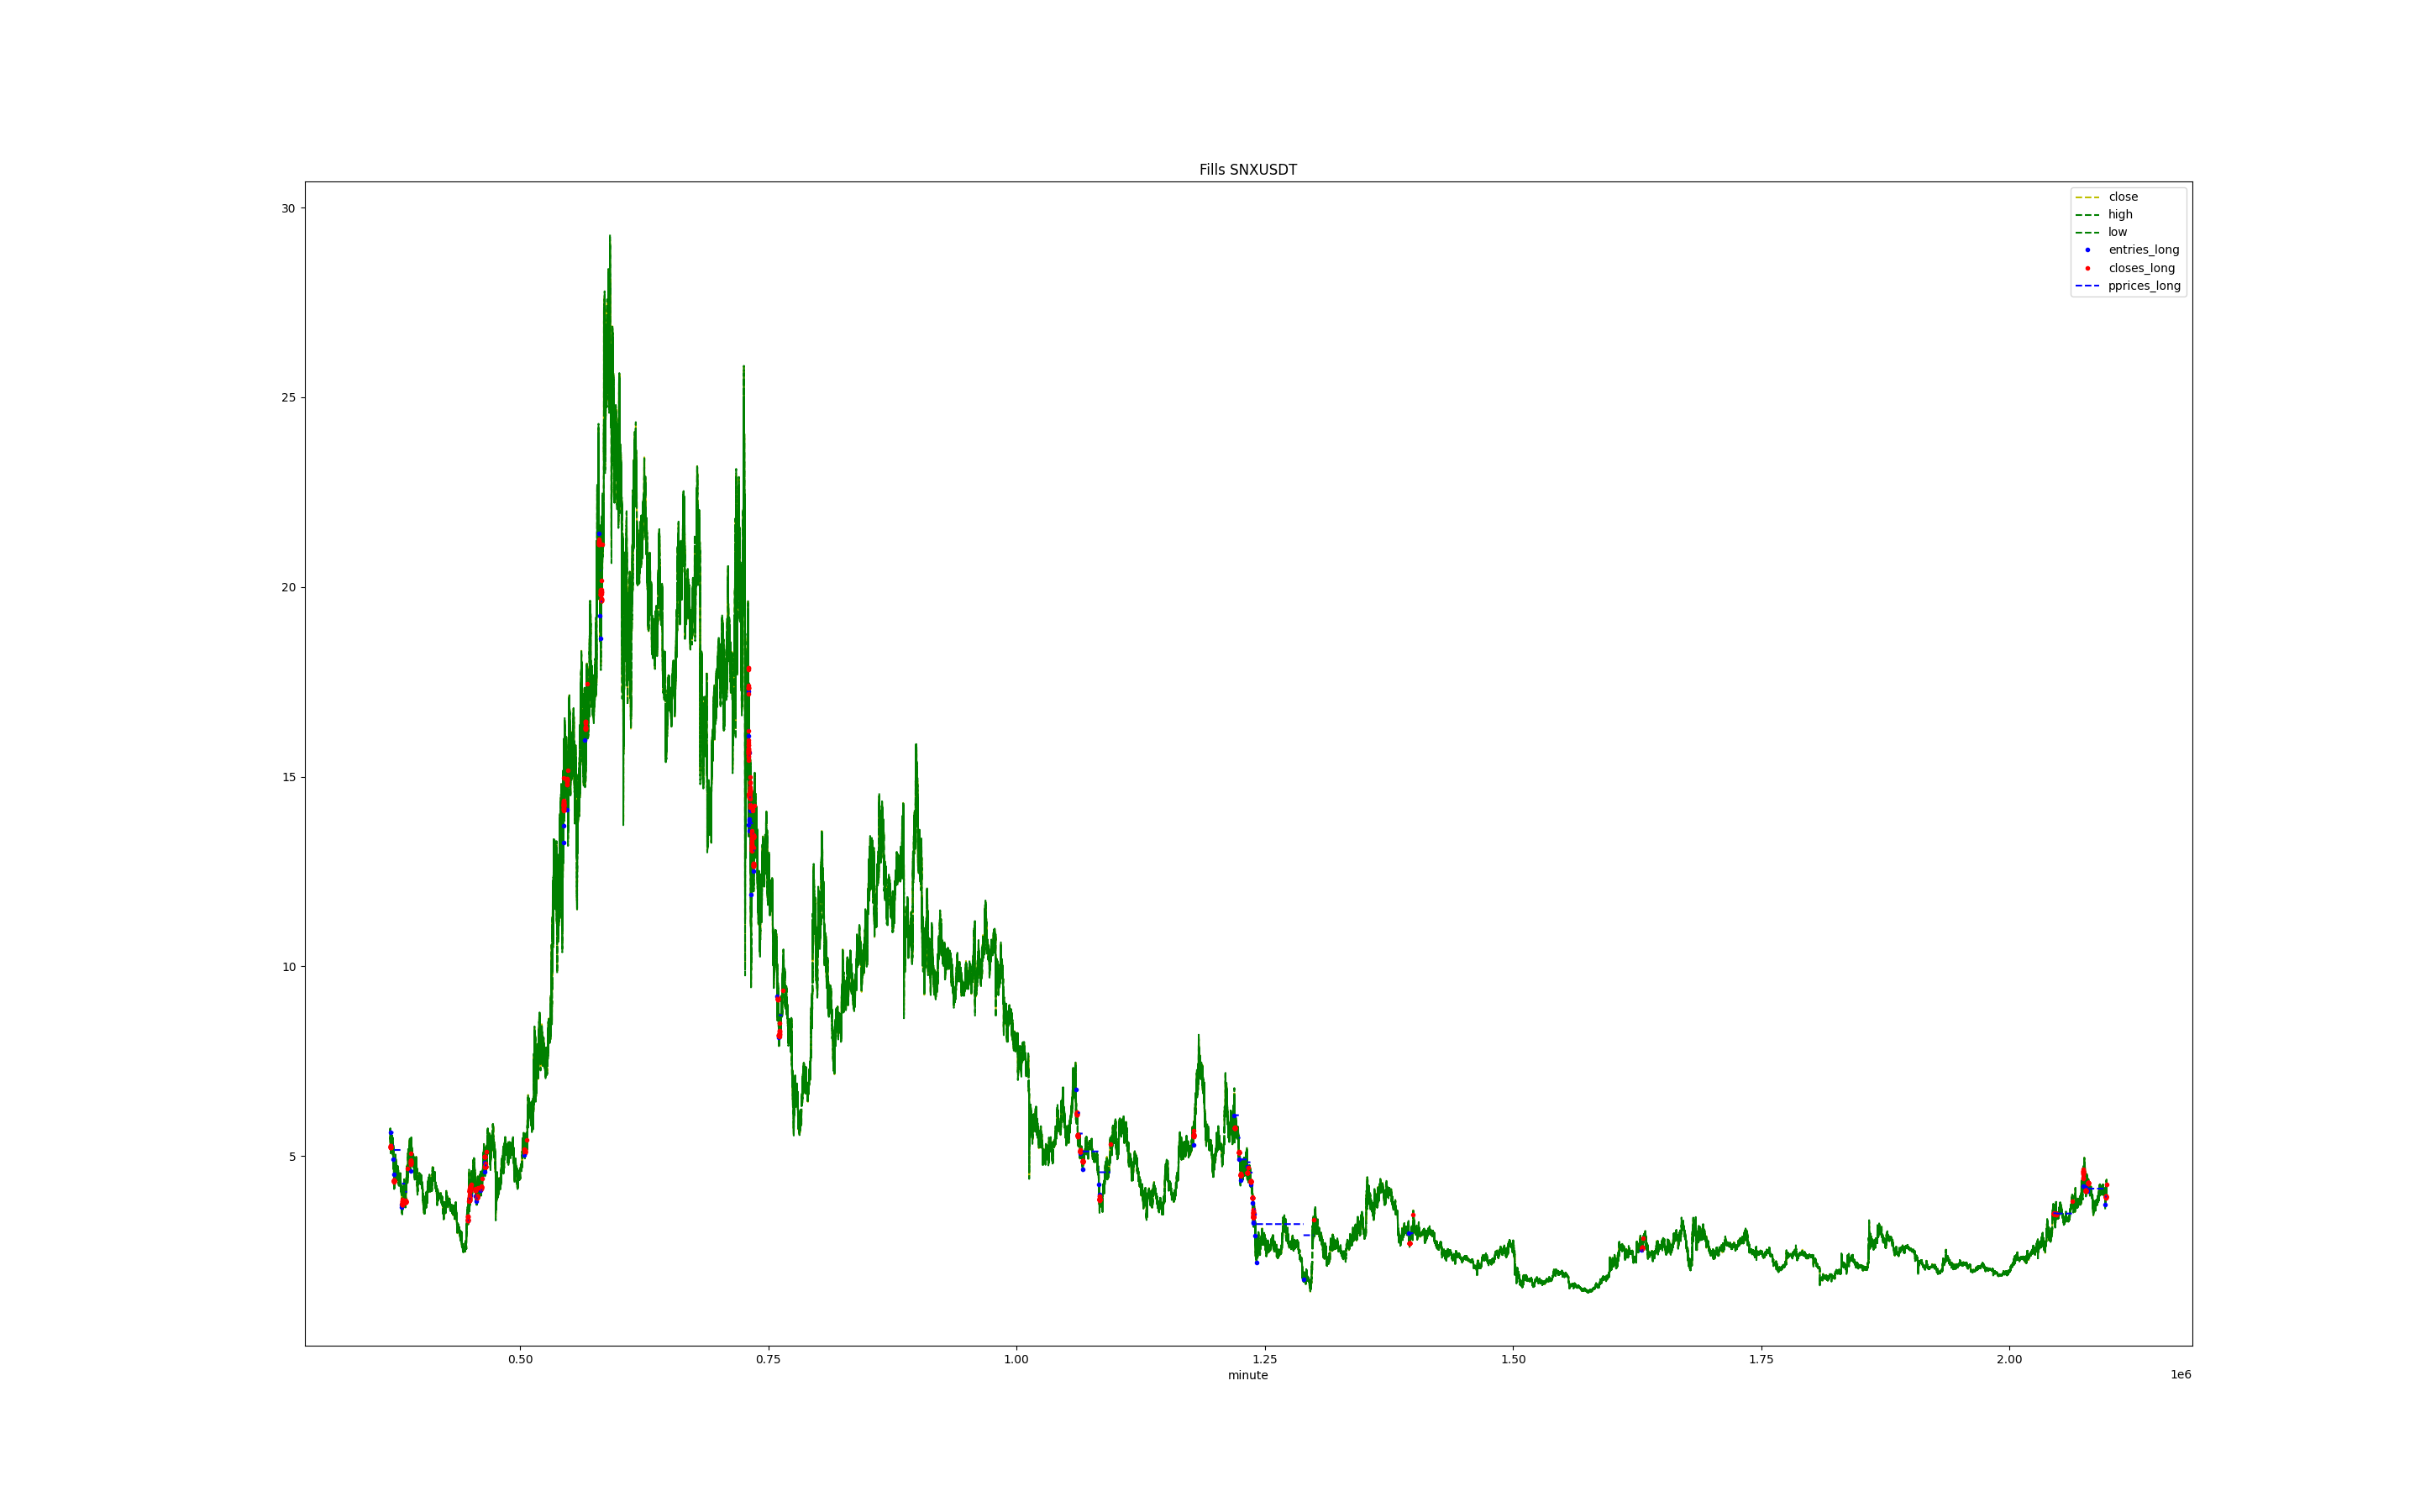 Fills SNXUSDT
close
high
low
entries_long
closes_long
pprices_long
30
25
20
15
10
5
0.50 0.75 1.00 1.25 1.50 1.75 2.00
minute
1e6